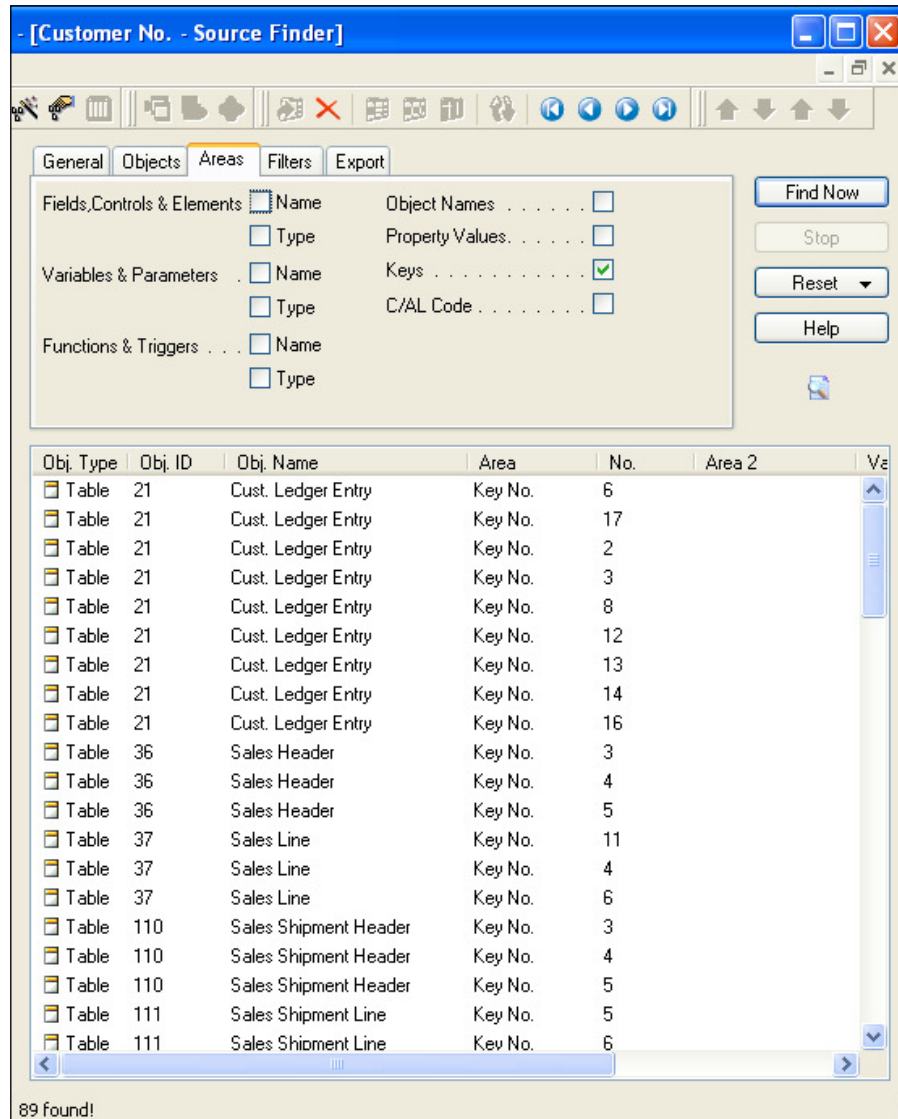 - [Customer No. - Source Finder]
General Objects Areas Filters Export
Fields,Controls & Elements Name Object Names . . . . . . Find Now
Type Property Values. . . . . . Stop
Variables & Parameters . Name Keys . . . . . . . . . . . Reset
Type C/AL Code . . . . . . . . Help
Functions & Triggers . . . Name
Type
Obj. Type Obj. ID Obj. Name Area No. Area 2 Va
Table 21 Cust. Ledger Entry Key No. 6
Table 21 Cust. Ledger Entry Key No. 17
Table 21 Cust. Ledger Entry Key No. 2
Table 21 Cust. Ledger Entry Key No. 3
Table 21 Cust. Ledger Entry Key No. 8
Table 21 Cust. Ledger Entry Key No. 12
Table 21 Cust. Ledger Entry Key No. 13
Table 21 Cust. Ledger Entry Key No. 14
Table 21 Cust. Ledger Entry Key No. 16
Table 36 Sales Header Key No. 3
Table 36 Sales Header Key No. 4
Table 36 Sales Header Key No. 5
Table 37 Sales Line Key No. 11
Table 37 Sales Line Key No. 4
Table 37 Sales Line Key No. 6
Table 110 Sales Shipment Header Key No. 3
Table 110 Sales Shipment Header Key No. 4
Table 110 Sales Shipment Header Key No. 5
Table 111 Sales Shipment Line Key No. 5
Table 111 Sales Shipment Line Key No. 6
89 found!